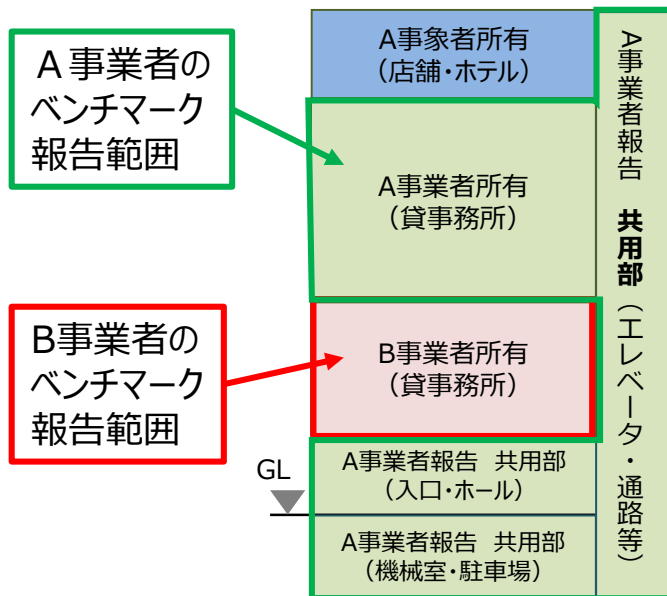 A事業者の
ベンチマーク
報告範囲
A事象者所有
(店舗・ホテル)
A事業者所有
(貸事務所)
B事業者の
ベンチマーク
報告範囲
B事業者所有
(貸事務所)
GL
A事業者報告 共用部
(入口・ホール)
A事業者報告 共用部
(機械室・駐車場)
A事業者報告 共用部(エレベータ・通路等)